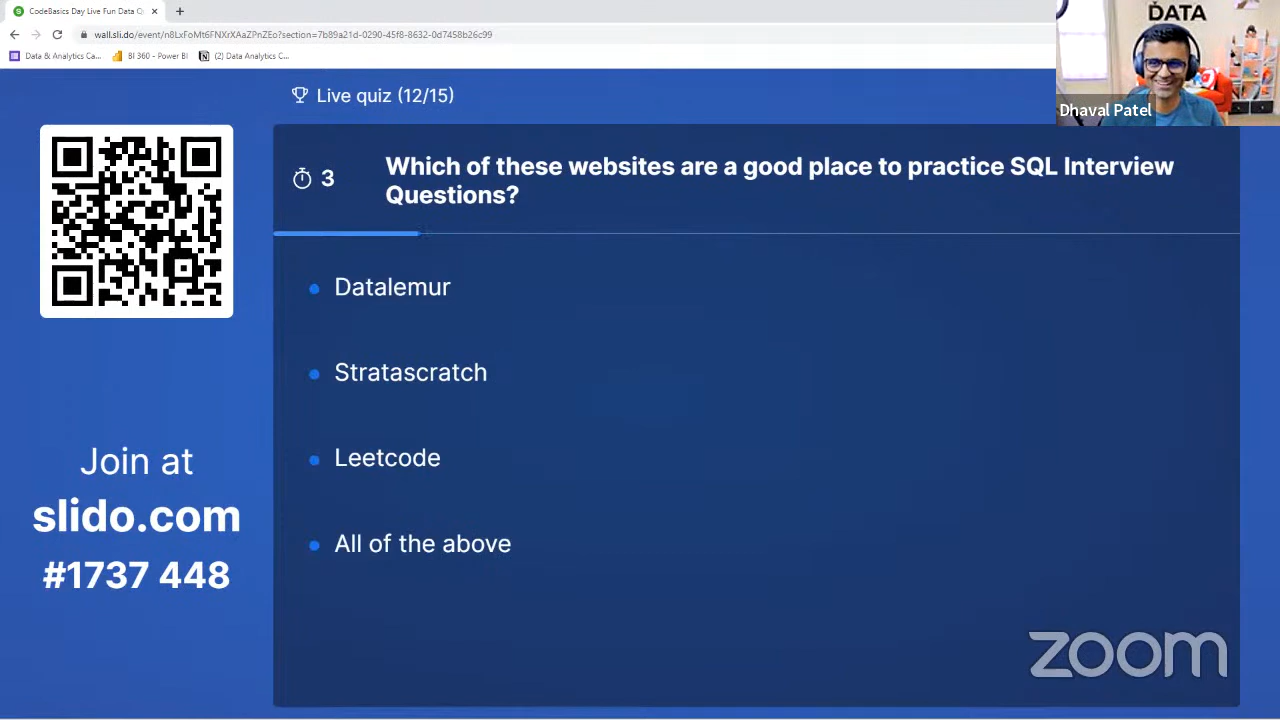 CodeBasics Day Live Fun Data Q
wall.sli.do/event/n8LxFoMt6FNXrXAaZPnZEo?section=7b89a21d-0290-45f8-8632-0d7458b86c99
Data & Analytics Ca...
BI 360 - Power BI
(2) Data Analytics C...
DATA
Dhaval Patel
Live quiz (12/15)
3
Which of these websites are a good place to practice SQL Interview
Questions?
Datalemur
Stratascratch
Leetcode
All of the above
Join at
slido.com
#1737 448
zoom